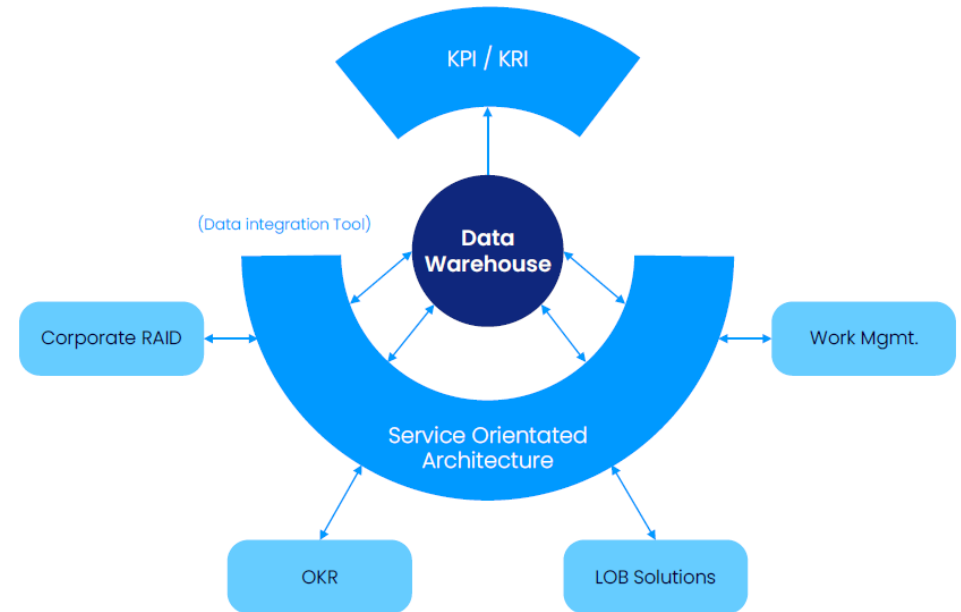 KPI / KRI
(Data integration Tool)
Data
Warehouse
Corporate RAID
Work Mgmt.
Service Orientated
Architecture
OKR
LOB Solutions